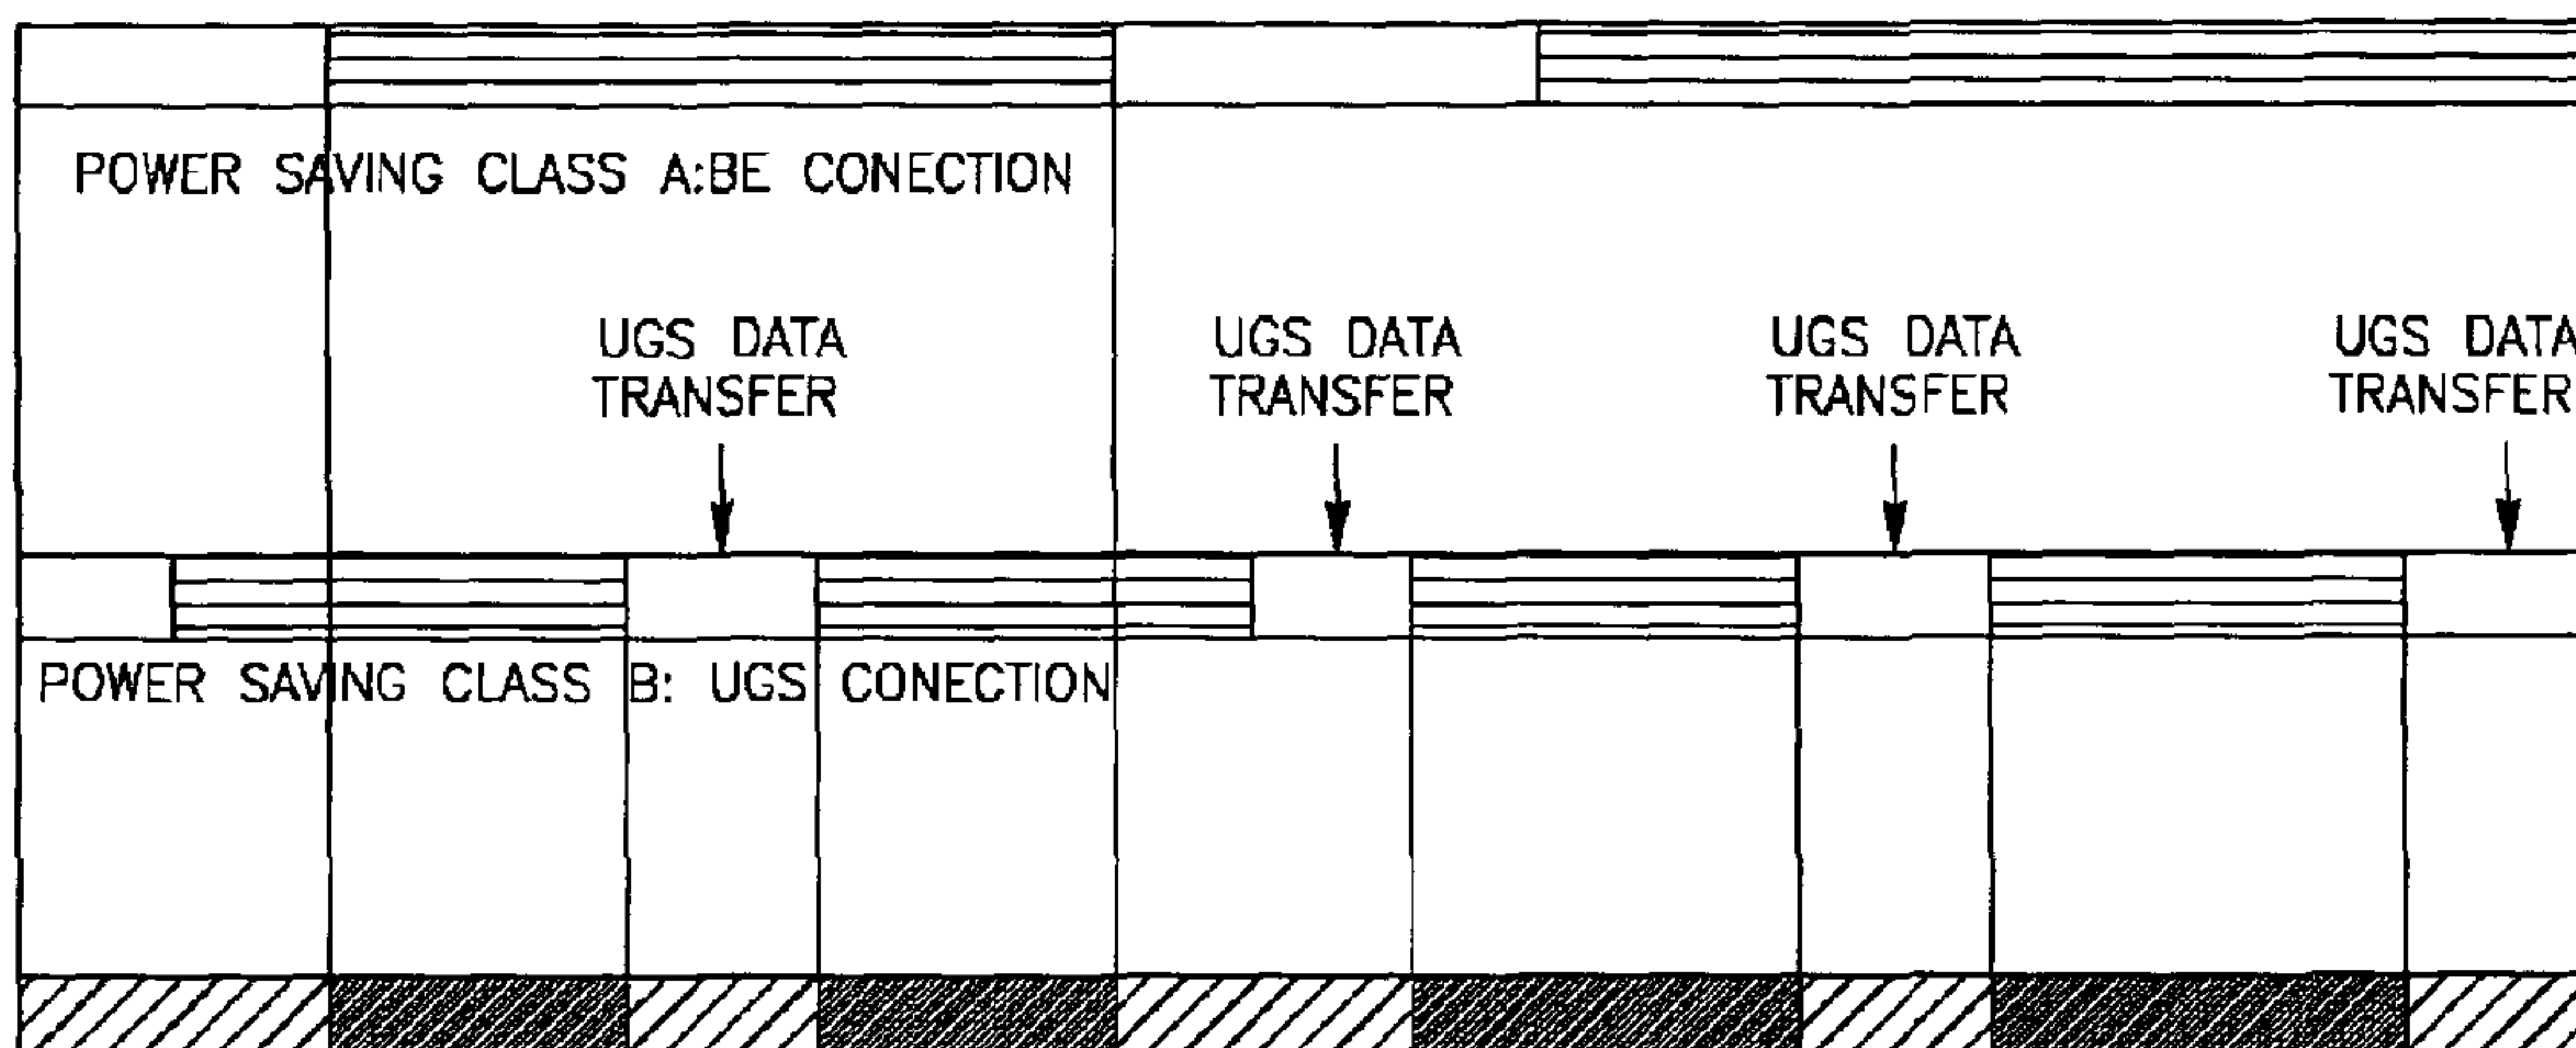 POWER SAVING CLASS A:BE CONECTION
UGS DATA
TRANSFER
UGS DATA
TRANSFER
UGS DATA
TRANSFER
UGS DATA
TRANSFER
POWER SAVING CLASS B: UGS CONECTION